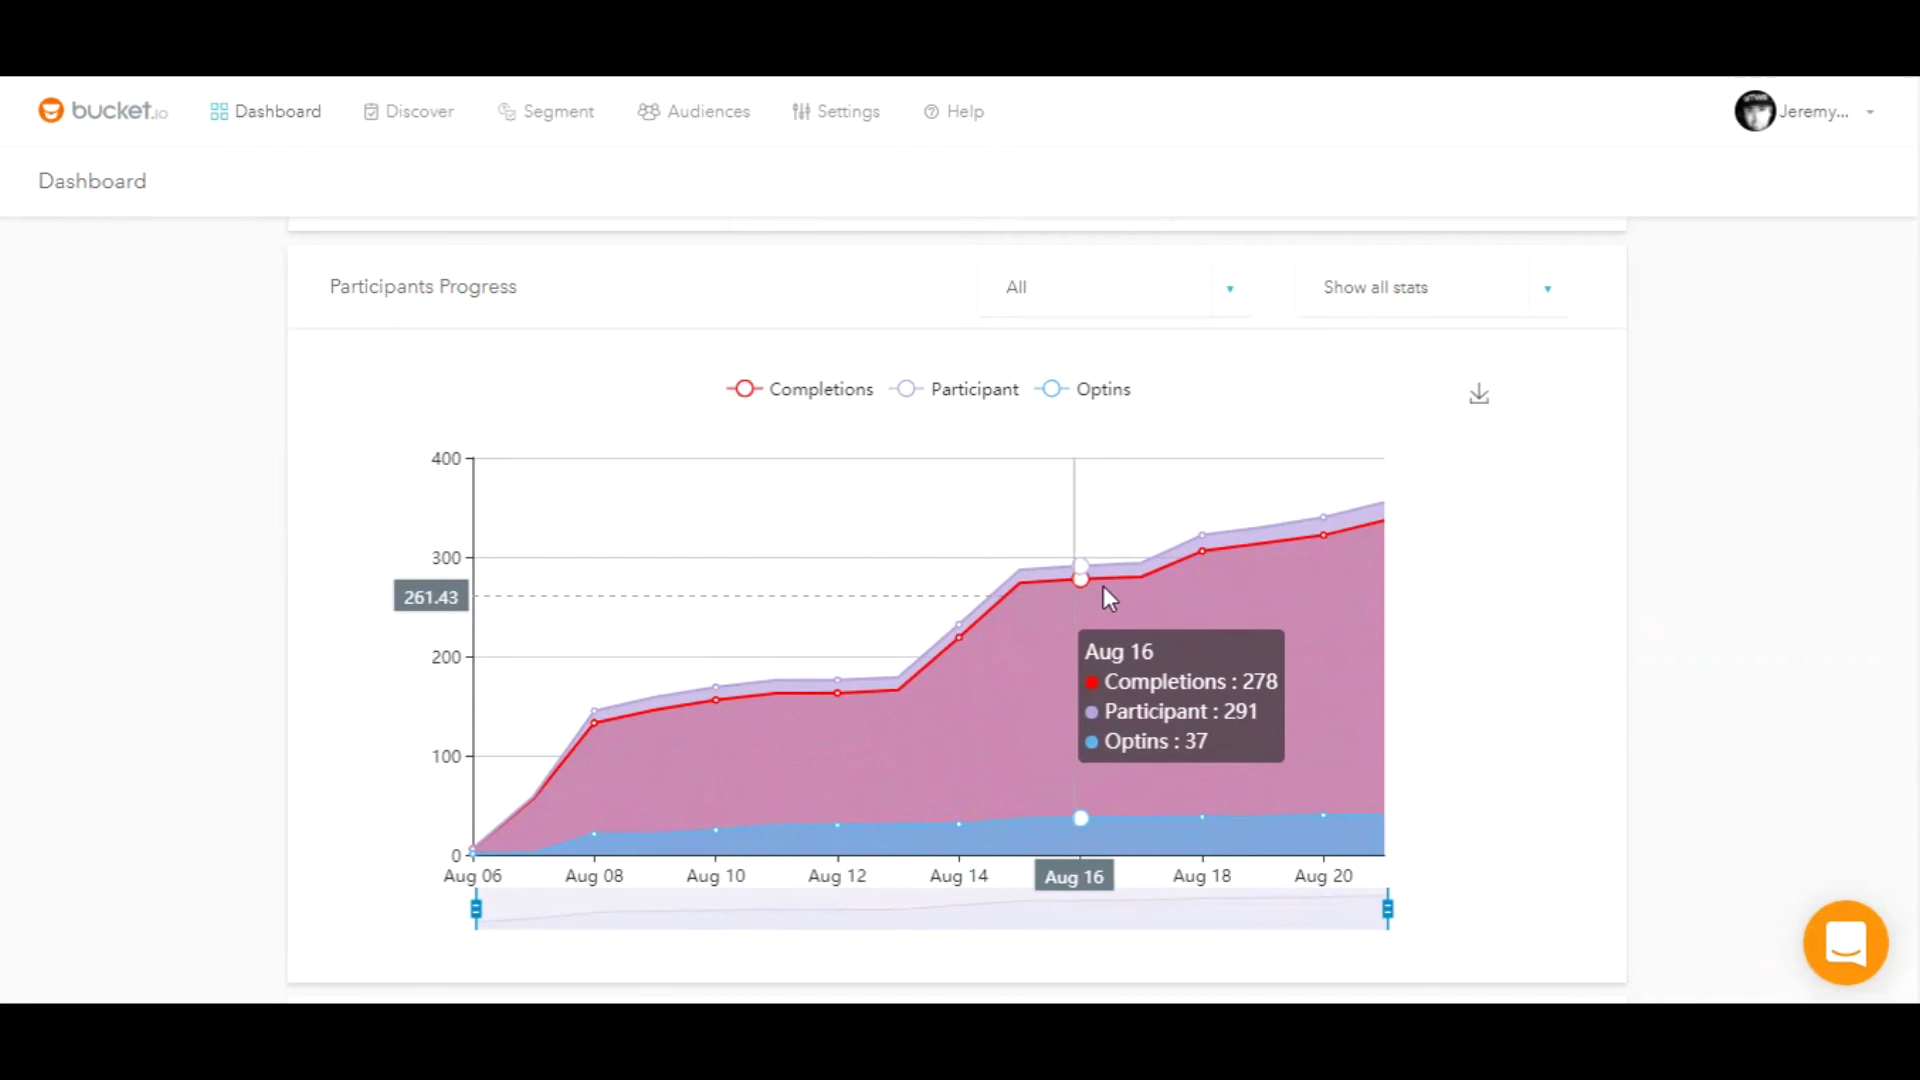 bucket.io Dashboard Discover Segment Audiences Settings Help Jeremy...
Dashboard
Participants Progress All Show all stats
Completions Participant Optins
400
300
261.43
200
100
0
Aug 16
Completions : 278
Participant : 291
Optins : 37
Aug 06 Aug 08 Aug 10 Aug 12 Aug 14 Aug 16 Aug 18 Aug 20